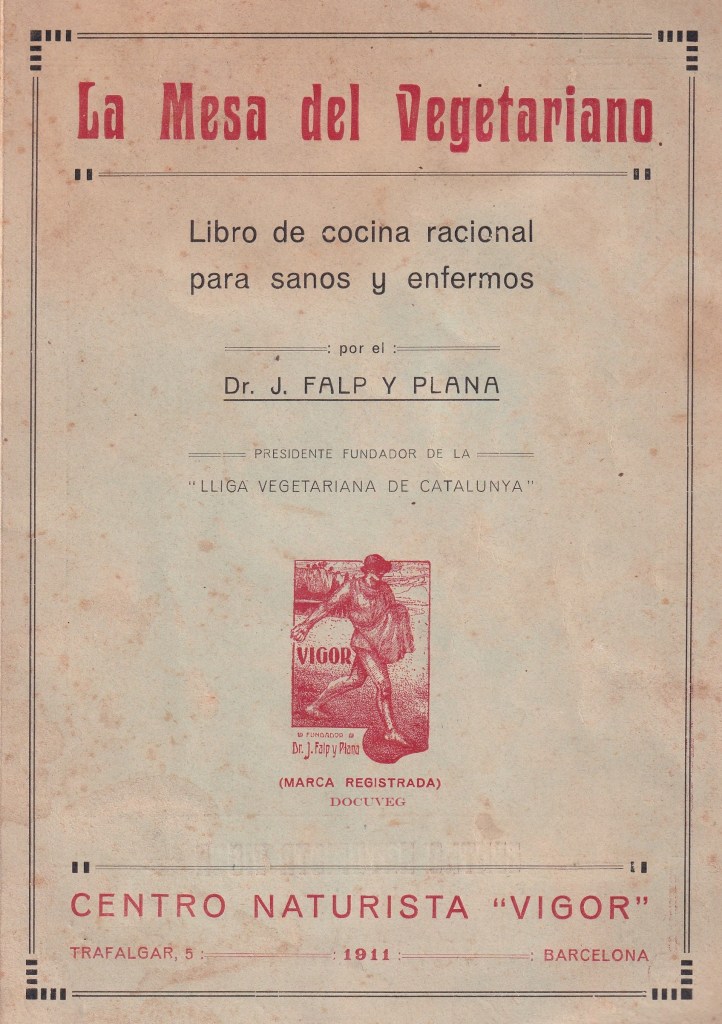 La Mesa del Vegetariano
Libro de cocina racional
para sanos y enfermos
: por el :
Dr. J. FALP Y PLANA
PRESIDENTE FUNDADOR DE LA
"LLIGA VEGETARIANA DE CATALUNYA"
VIGOR
FUNDADOR
Dr. J. Falp y Plana
(MARCA REGISTRADA)
DOCUVEG
CENTRO NATURISTA "VIGOR"
TRAFALGAR, 5 : : 1911 : : BARCELONA